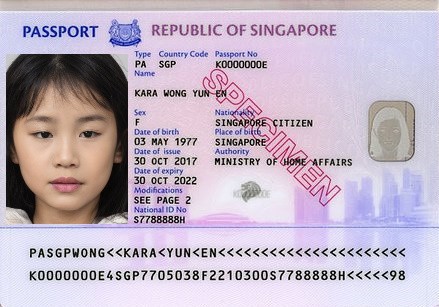 PASSPORT REPUBLIC OF SINGAPORE
Type Country Code Passport No
PA SGP K0000000E
Name
KARA WONG YUN EN
Sex Nationality
F SINGAPORE CITIZEN
Date of birth Place of birth
03 MAY 1977 SINGAPORE
Date of issue Authority
30 OCT 2017 MINISTRY OF HOME AFFAIRS
Date of expiry
30 OCT 2022
Modifications
SEE PAGE 2
National ID No
S7788888H
SPECIMEN
PASGPWONG<<KARA<YUN<EN<<<<<<<<<<<<<<<<<<<<<<
K0000000E4SGP7705038F2210300S7788888H<<<<<98